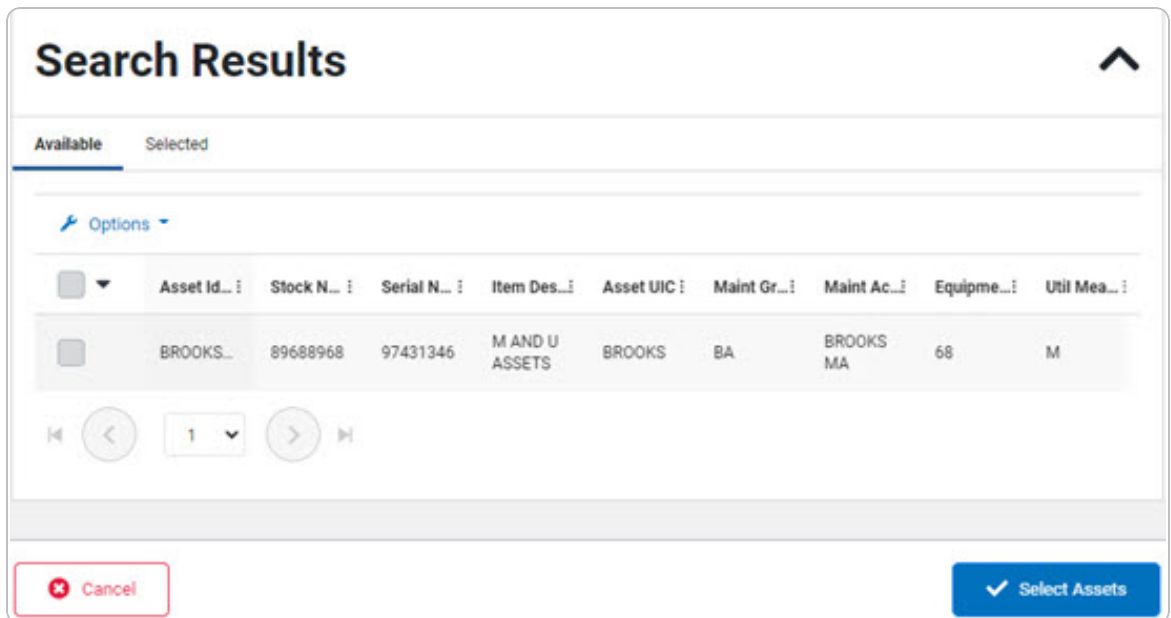 Search Results
Available Selected
Options
Asset Id... Stock N... Serial N... Item Des... Asset UIC Maint Gr... Maint Ac... Equipme... Util Mea...
BROOKS... 89688968 97431346 M AND U ASSETS BROOKS BA BROOKS MA 68 M
1
Cancel Select Assets